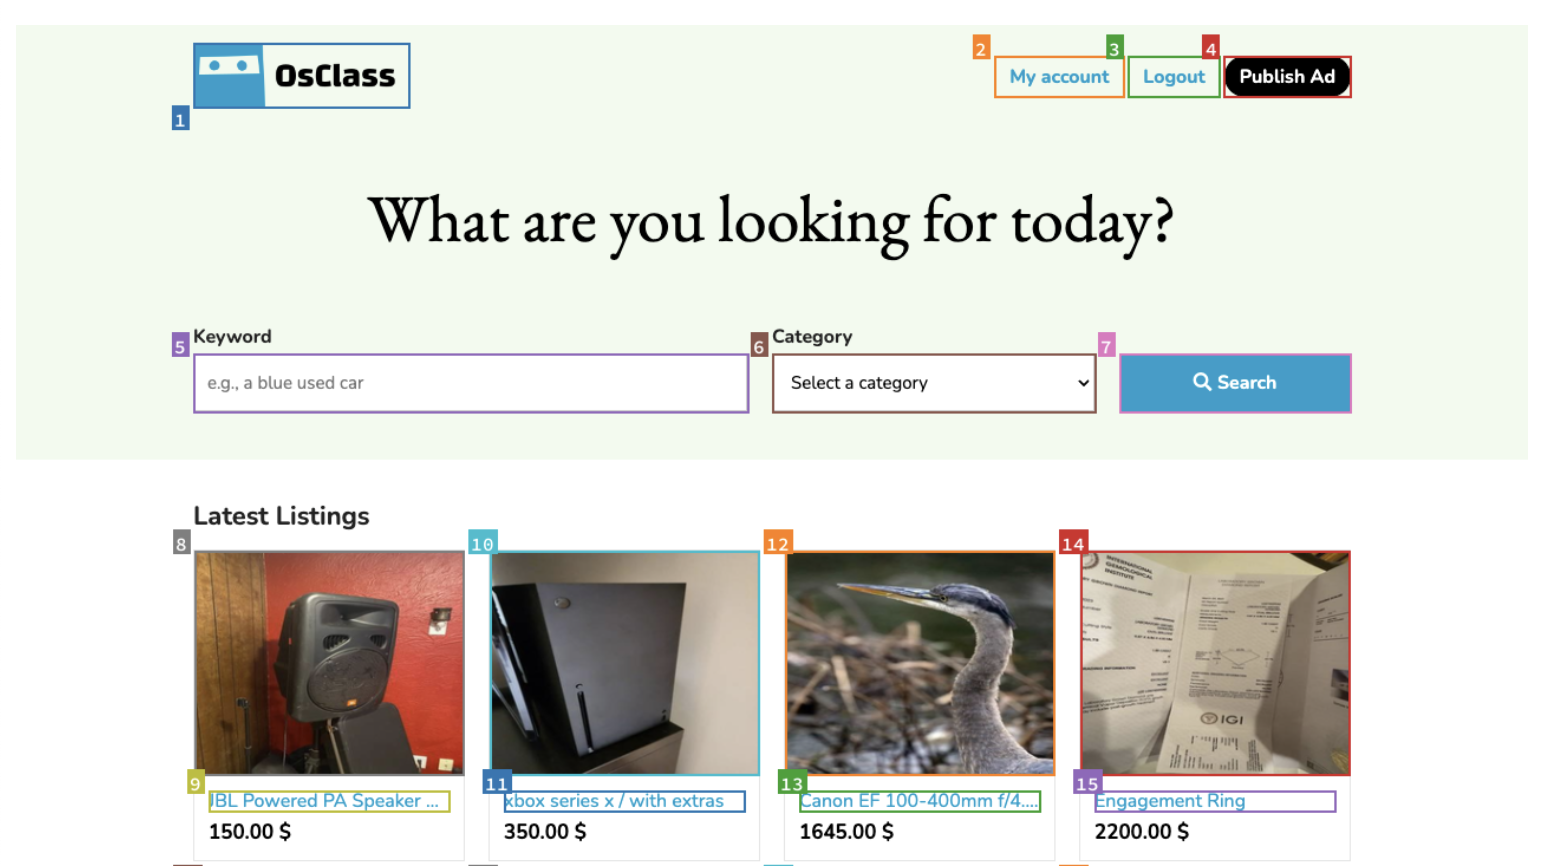 OsClass
2
My account
3
Logout
4
Publish Ad
1
What are you looking for today?
5
Keyword
e.g., a blue used car
6
Category
Select a category
7
Search
Latest Listings
8
10
12
14
INTERNATIONAL
GEMOLOGICAL
INSTITUTE
IGI
9
JBL Powered PA Speaker ...
150.00 $
11
xbox series x / with extras
350.00 $
13
Canon EF 100-400mm f/4....
1645.00 $
15
Engagement Ring
2200.00 $